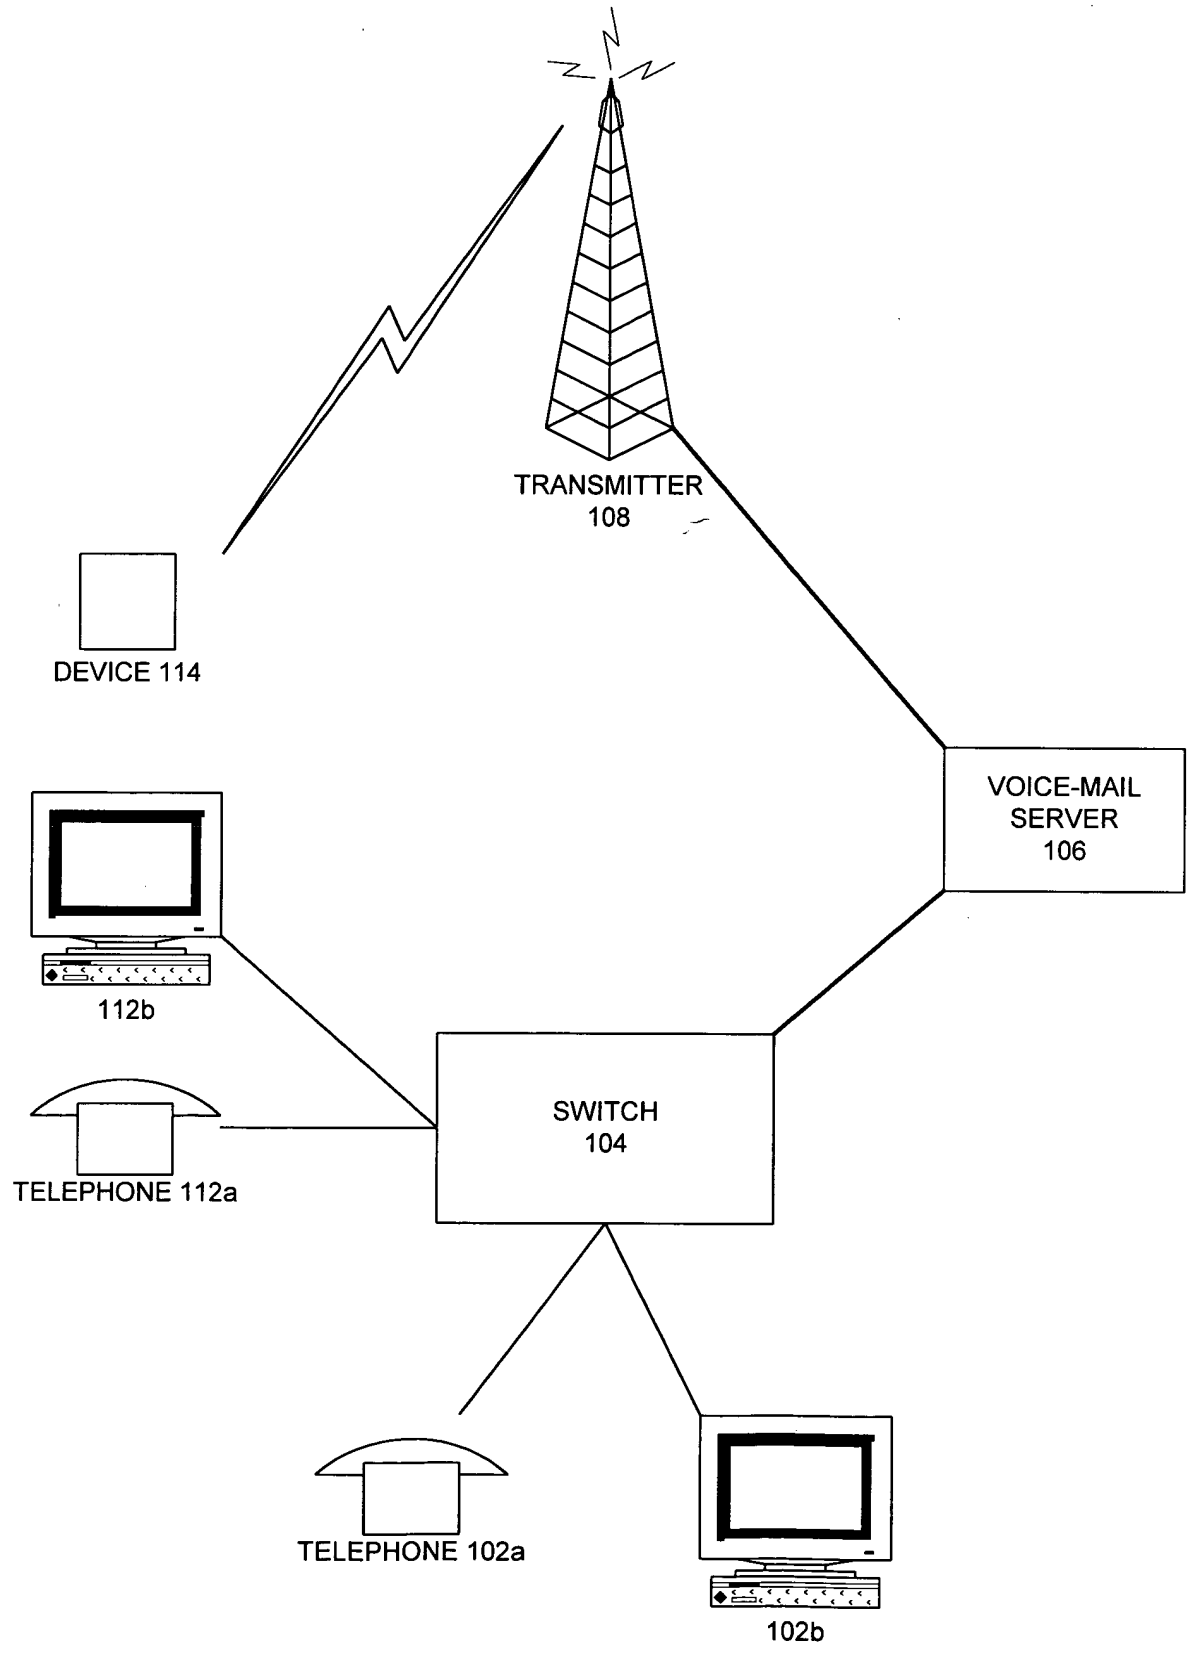 TRANSMITTER
108
DEVICE 114
VOICE-MAIL
SERVER
106
112b
SWITCH
104
TELEPHONE 112a
TELEPHONE 102a
102b